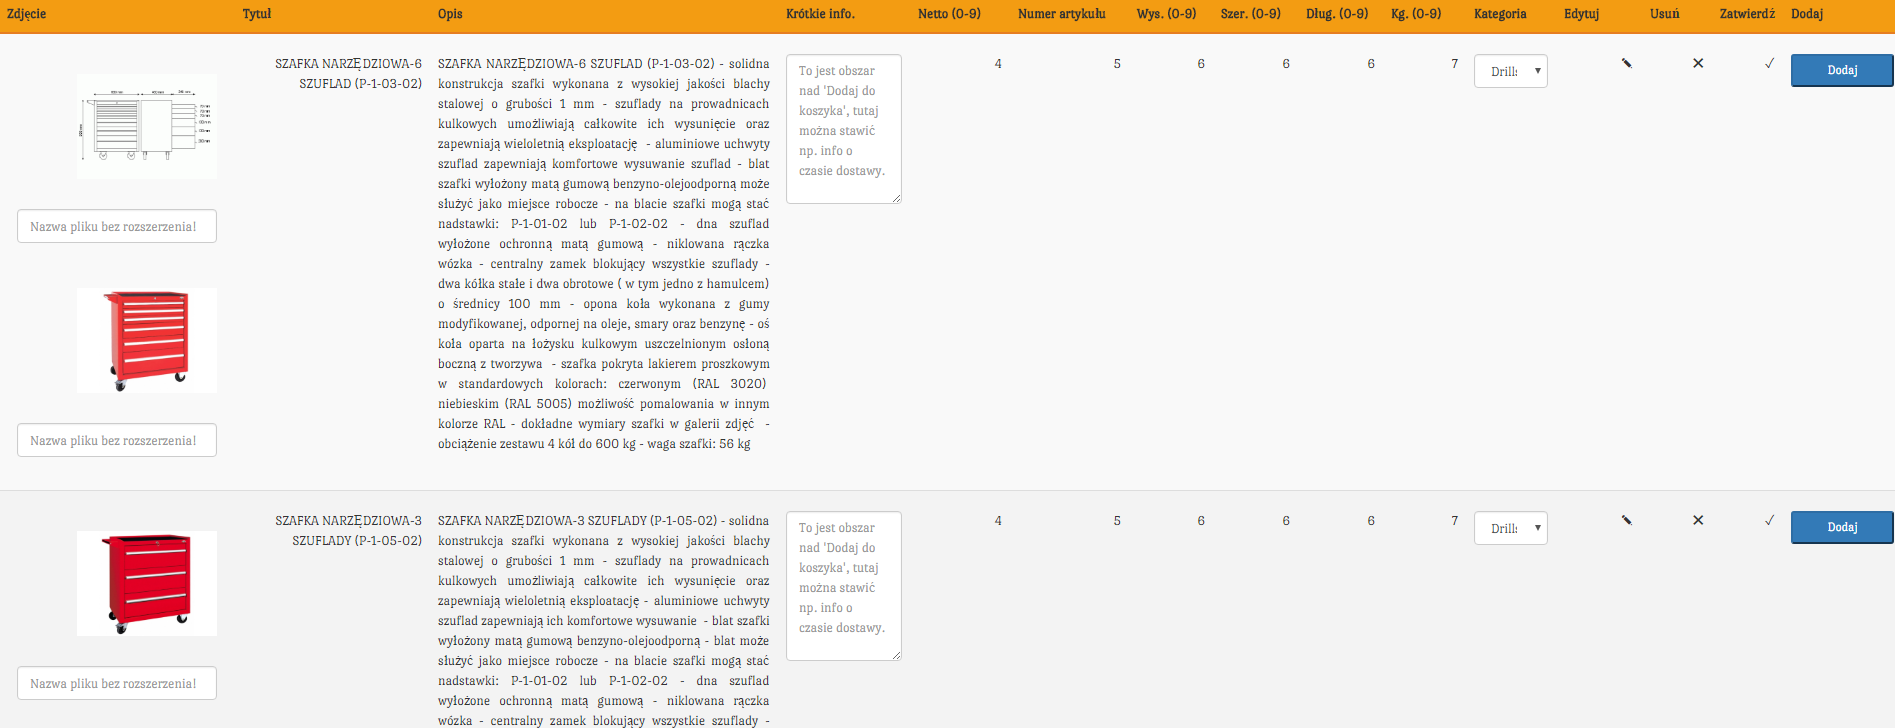 Zdjęcie Tytuł Opis Krótkie info. Netto (0-9) Numer artykułu Wys. (0-9) Szer. (0-9) Dług. (0-9) Kg. (0-9) Kategoria Edytuj Usuń Zatwierdź Dodaj
SZAFKA NARZĘDZIOWA-6
SZUFLAD (P-1-03-02)
SZAFKA NARZĘDZIOWA-6 SZUFLAD (P-1-03-02) - solidna
konstrukcja szafki wykonana z wysokiej jakości blachy
stalowej o grubości 1 mm - szuflady na prowadnicach
kulkowych umożliwiają całkowite ich wysunięcie oraz
zapewniają wieloletnią eksploatację - aluminiowe uchwyty
szuflad zapewniają komfortowe wysuwanie szuflad - blat
szafki wyłożony matą gumową benzyno-olejoodporną może
służyć jako miejsce robocze - na blacie szafki mogą stać
nadstawki: P-1-01-02 lub P-1-02-02 - dna szuflad
wyłożone ochronną matą gumową - niklowana rączka
wózka - centralny zamek blokujący wszystkie szuflady -
dwa kółka stałe i dwa obrotowe ( w tym jedno z hamulcem)
o średnicy 100 mm - opona koła wykonana z gumy
modyfikowanej, odpornej na oleje, smary oraz benzynę - oś
koła oparta na łożysku kulkowym uszczelnionym osłoną
boczną z tworzywa - szafka pokryta lakierem proszkowym
w standardowych kolorach: czerwonym (RAL 3020)
niebieskim (RAL 5005) możliwość pomalowania w innym
kolorze RAL - dokładne wymiary szafki w galerii zdjęć -
obciążenie zestawu 4 kół do 600 kg - waga szafki: 56 kg
To jest obszar
nad 'Dodaj do
koszyka', tutaj
można stawić
np. info o
czasie dostawy.
4 5 6 6 6 7 Drills Dodaj
Nazwa pliku bez rozszerzenia!
Nazwa pliku bez rozszerzenia!
SZAFKA NARZĘDZIOWA-3
SZUFLADY (P-1-05-02)
SZAFKA NARZĘDZIOWA-3 SZUFLADY (P-1-05-02) - solidna
konstrukcja szafki wykonana z wysokiej jakości blachy
stalowej o grubości 1 mm - szuflady na prowadnicach
kulkowych umożliwiają całkowite ich wysunięcie oraz
zapewniają wieloletnią eksploatację - aluminiowe uchwyty
szuflad zapewniają ich komfortowe wysuwanie - blat szafki
wyłożony matą gumową benzyno-olejoodporną - blat może
służyć jako miejsce robocze - na blacie szafki mogą stać
nadstawki: P-1-01-02 lub P-1-02-02 - dna szuflad
wyłożone ochronną matą gumową - niklowana rączka
wózka - centralny zamek blokujący wszystkie szuflady -
To jest obszar
nad 'Dodaj do
koszyka', tutaj
można stawić
np. info o
czasie dostawy.
4 5 6 6 6 7 Drills Dodaj
Nazwa pliku bez rozszerzenia!